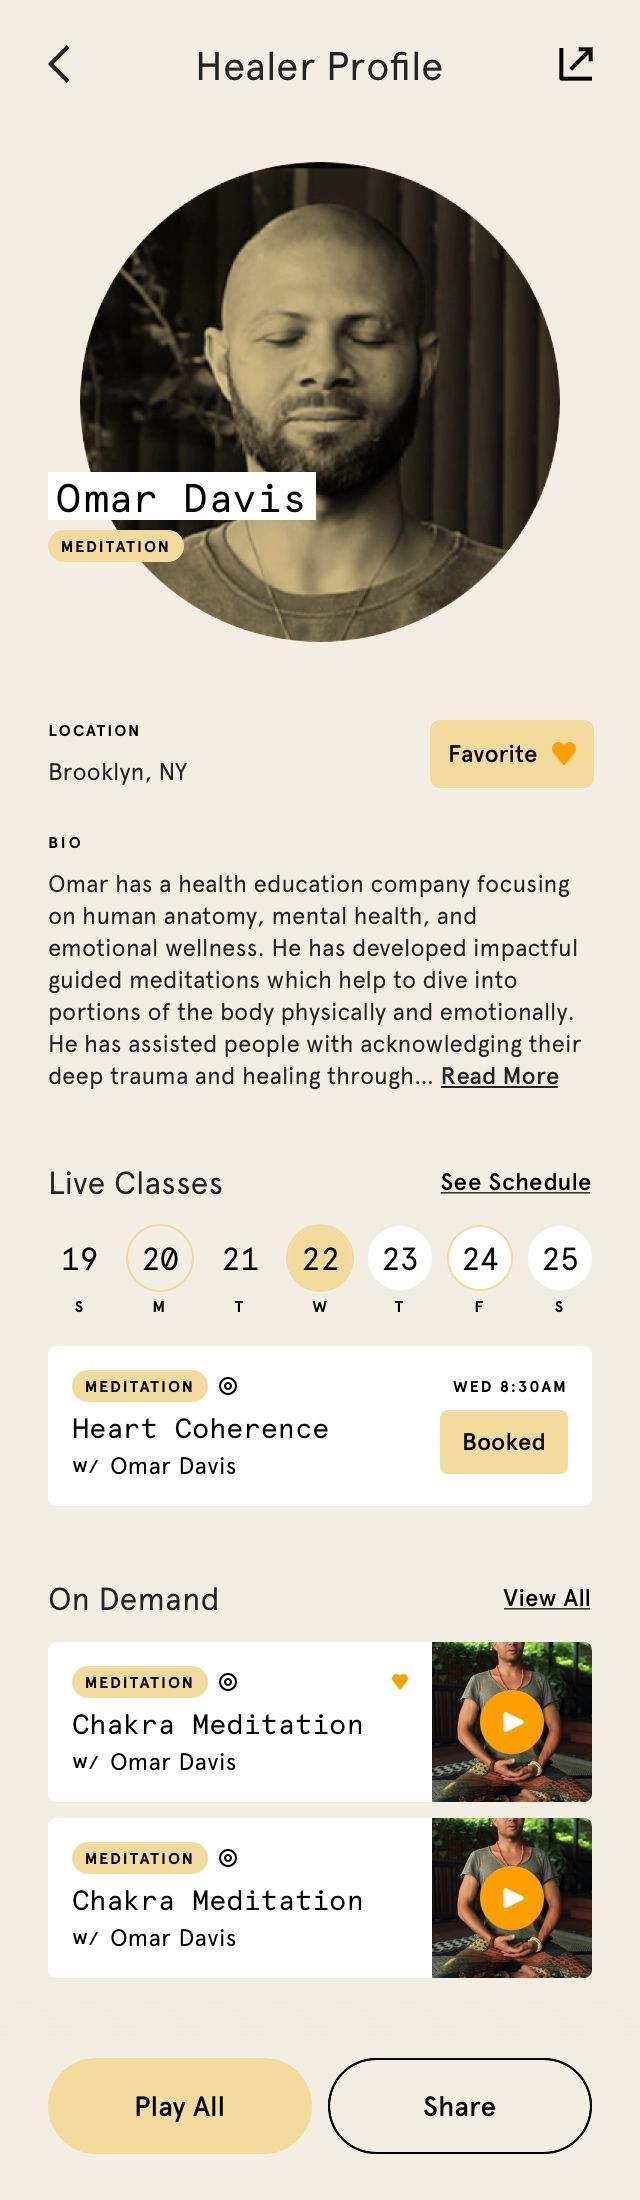 Healer Profile
Omar Davis
MEDITATION
LOCATION
Brooklyn, NY
Favorite
BIO
Omar has a health education company focusing
on human anatomy, mental health, and
emotional wellness. He has developed impactful
guided meditations which help to dive into
portions of the body physically and emotionally.
He has assisted people with acknowledging their
deep trauma and healing through... Read More
Live Classes See Schedule
19 20 21 22 23 24 25
S M T W T F S
MEDITATION WED 8:30AM
Heart Coherence
Booked
W/ Omar Davis
On Demand View All
MEDITATION
Chakra Meditation
W/ Omar Davis
MEDITATION
Chakra Meditation
W/ Omar Davis
Play All Share